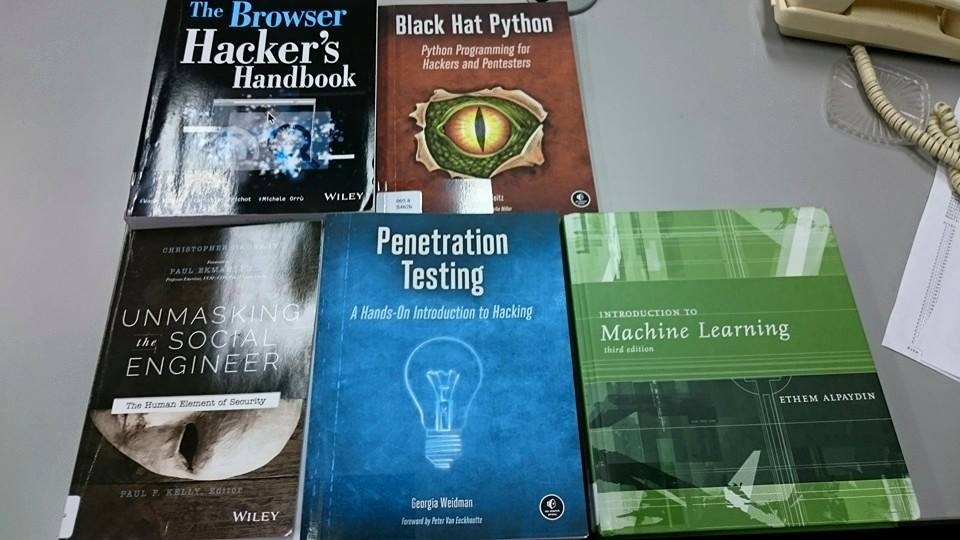 The Browser
Hacker's
Handbook
Michele Orrù
WILEY
Black Hat Python
Python Programming for
Hackers and Pentesters
CHRISTOPHER
PAUL
UNMASKING
the SOCIAL
ENGINEER
The Human Element of Security
PAUL F. KELLY, Editor
WILEY
Penetration
Testing
A Hands-On Introduction to Hacking
Georgia Weidman
Foreword by Peter Van Eeckhoutte
INTRODUCTION TO
Machine Learning
third edition
ETHEM ALPAYDIN